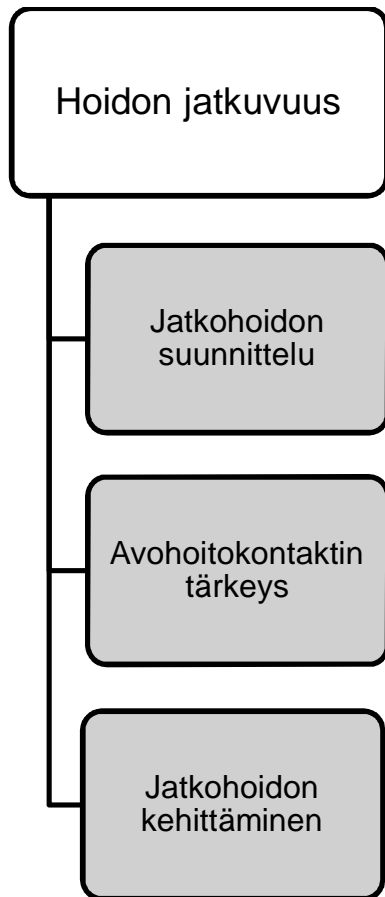 Hoidon jatkuvuus
Jatkohoidon
suunnittelu
Avohoitokontaktin
tärkeys
Jatkohoidon
kehittäminen